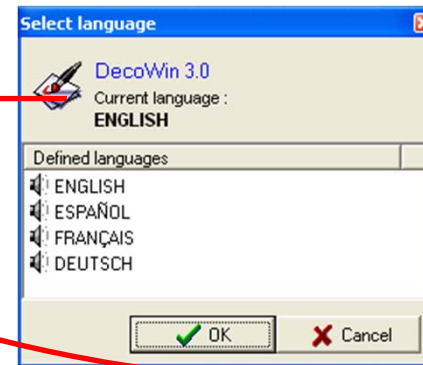 Select language
DecoWin 3.0
Current language :
ENGLISH
Defined languages
ENGLISH
ESPAÑOL
FRANÇAIS
DEUTSCH
OK
Cancel